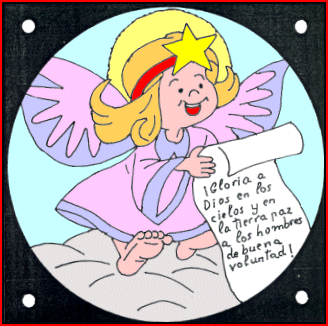 ¡Gloria a
Dios en los
cielos y en
la tierra paz
a los hombres
de buena
voluntad!